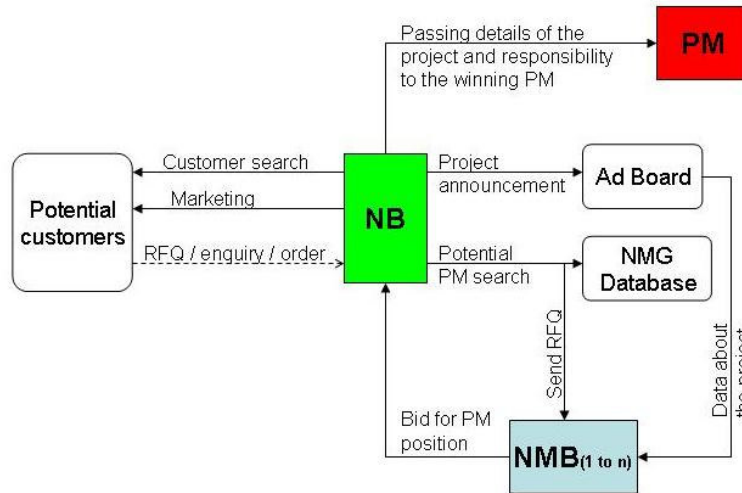 Passing details of the
project and responsibility
to the winning PM
PM
Customer search
Marketing
RFQ / enquiry / order
Potential
customers
NB
Project
announcement
Ad Board
Potential
PM search
NMG
Database
Send RFQ
Data about
the project
Bid for PM
position
NMB(1 to n)